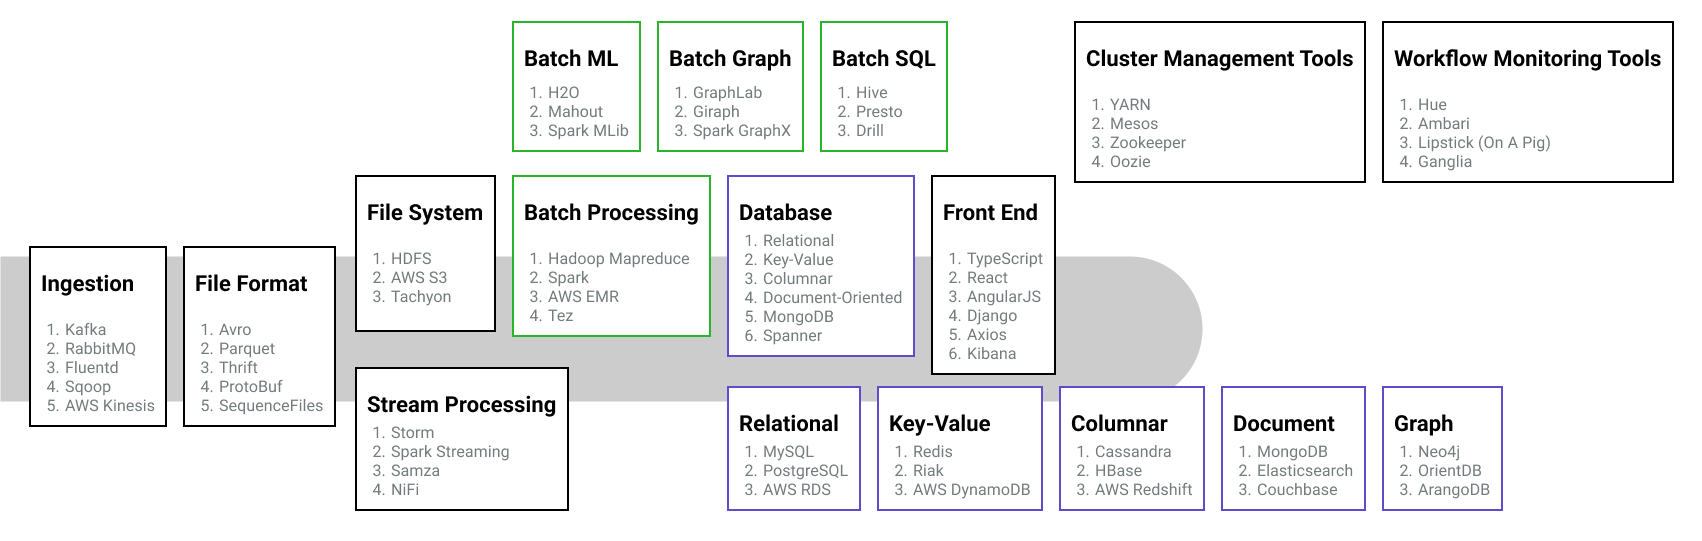 Batch ML
1. H2O
2. Mahout
3. Spark MLib
Batch Graph
1. GraphLab
2. Giraph
3. Spark GraphX
Batch SQL
1. Hive
2. Presto
3. Drill
Cluster Management Tools
1. YARN
2. Mesos
3. Zookeeper
4. Oozie
Workflow Monitoring Tools
1. Hue
2. Ambari
3. Lipstick (On A Pig)
4. Ganglia
Ingestion
1. Kafka
2. RabbitMQ
3. Fluentd
4. Sqoop
5. AWS Kinesis
File Format
1. Avro
2. Parquet
3. Thrift
4. ProtoBuf
5. SequenceFiles
File System
1. HDFS
2. AWS S3
3. Tachyon
Batch Processing
1. Hadoop Mapreduce
2. Spark
3. AWS EMR
4. Tez
Database
1. Relational
2. Key-Value
3. Columnar
4. Document-Oriented
5. MongoDB
6. Spanner
Front End
1. TypeScript
2. React
3. AngularJS
4. Django
5. Axios
6. Kibana
Stream Processing
1. Storm
2. Spark Streaming
3. Samza
4. NiFi
Relational
1. MySQL
2. PostgreSQL
3. AWS RDS
Key-Value
1. Redis
2. Riak
3. AWS DynamoDB
Columnar
1. Cassandra
2. HBase
3. AWS Redshift
Document
1. MongoDB
2. Elasticsearch
3. Couchbase
Graph
1. Neo4j
2. OrientDB
3. ArangoDB